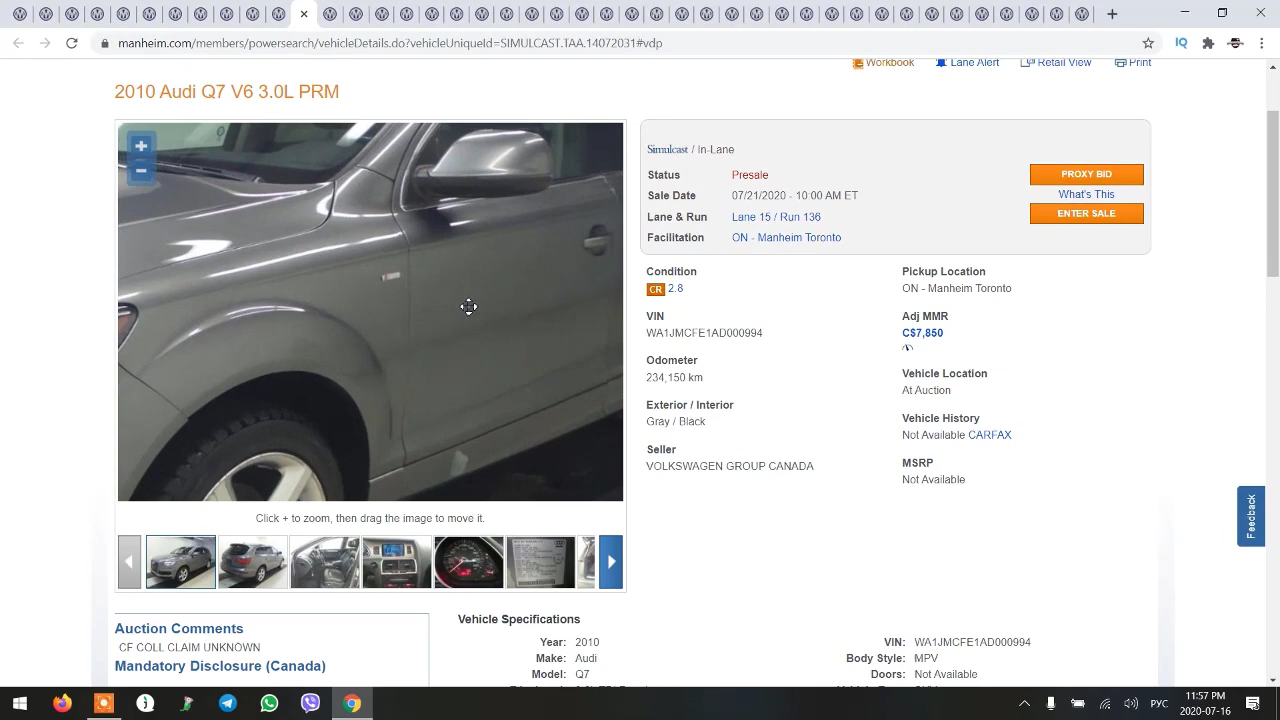 manheim.com/members/powersearch/vehicleDetails.do?vehicleUniqueId=SIMULCAST.TAA.14072031#vdp
IQ
Workbook
Lane Alert
Retail View
Print
2010 Audi Q7 V6 3.0L PRM
Simulcast / In-Lane
Status Presale
Sale Date 07/21/2020 - 10:00 AM ET
Lane & Run Lane 15 / Run 136
Facilitation ON - Manheim Toronto
PROXY BID
What's This
ENTER SALE
Condition
CR 2.8
VIN
WA1JMCFE1AD000994
Odometer
234,150 km
Exterior / Interior
Gray / Black
Seller
VOLKSWAGEN GROUP CANADA
Pickup Location
ON - Manheim Toronto
Adj MMR
C$7,850
Vehicle Location
At Auction
Vehicle History
Not Available CARFAX
MSRP
Not Available
Feedback
Click + to zoom, then drag the image to move it.
Auction Comments
CF COLL CLAIM UNKNOWN
Mandatory Disclosure (Canada)
Vehicle Specifications
Year: 2010
Make: Audi
Model: Q7
VIN: WA1JMCFE1AD000994
Body Style: MPV
Doors: Not Available
РУС
11:57 PM
2020-07-16